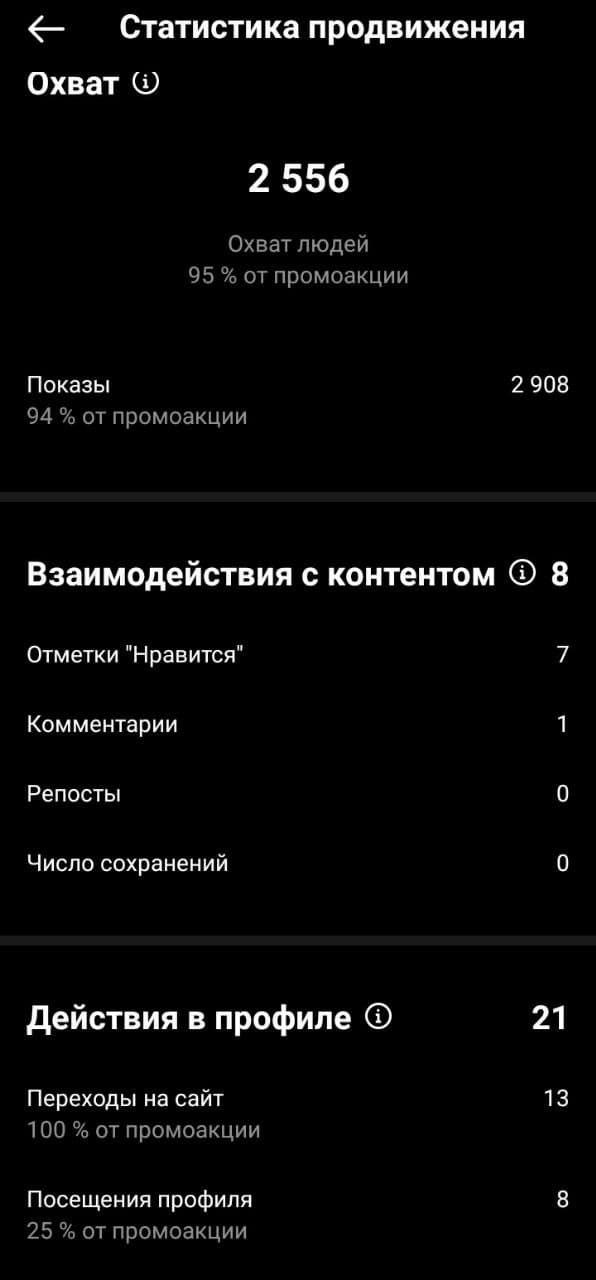 Статистика продвижения
Охват
2 556
Охват людей
95 % от промоакции
Показы 2 908
94 % от промоакции
Взаимодействия с контентом 8
Отметки "Нравится" 7
Комментарии 1
Репосты 0
Число сохранений 0
Действия в профиле 21
Переходы на сайт 13
100 % от промоакции
Посещения профиля 8
25 % от промоакции